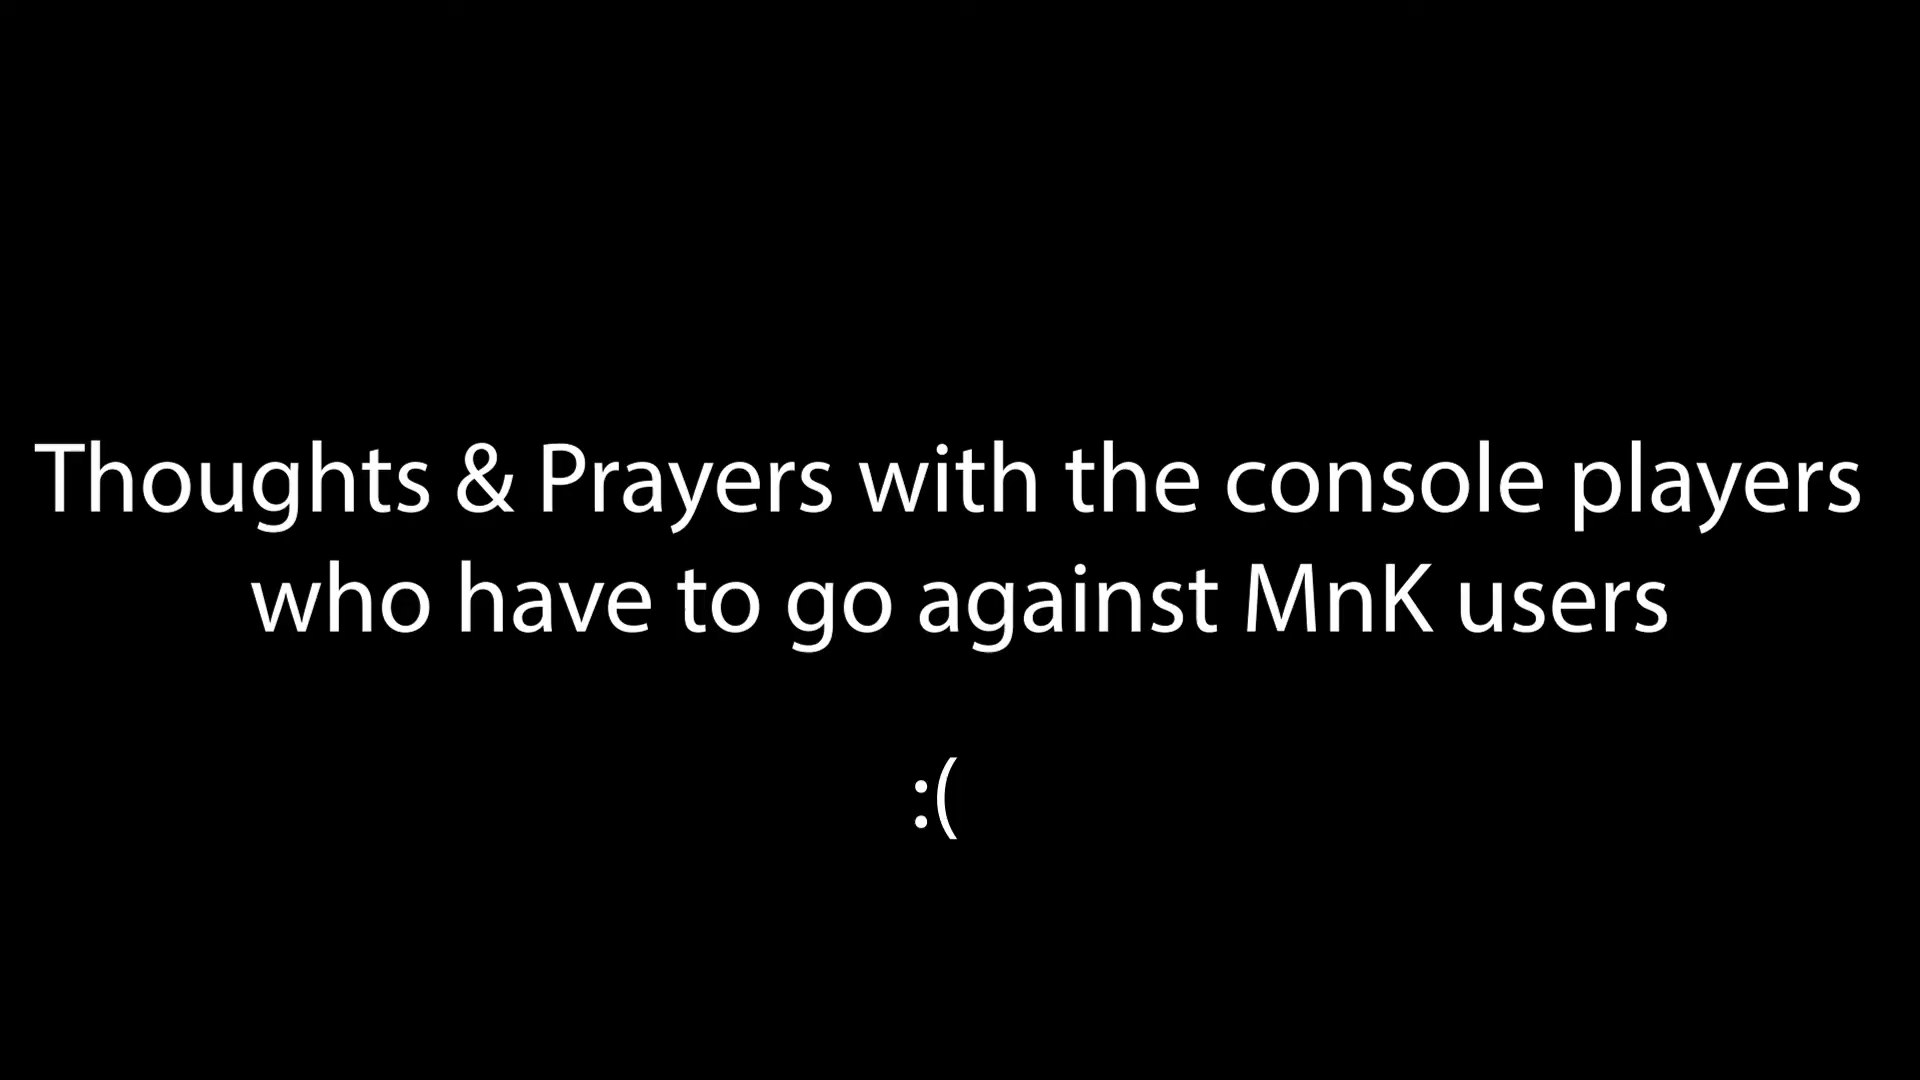 Thoughts & Prayers with the console players
who have to go against MnK users
:(